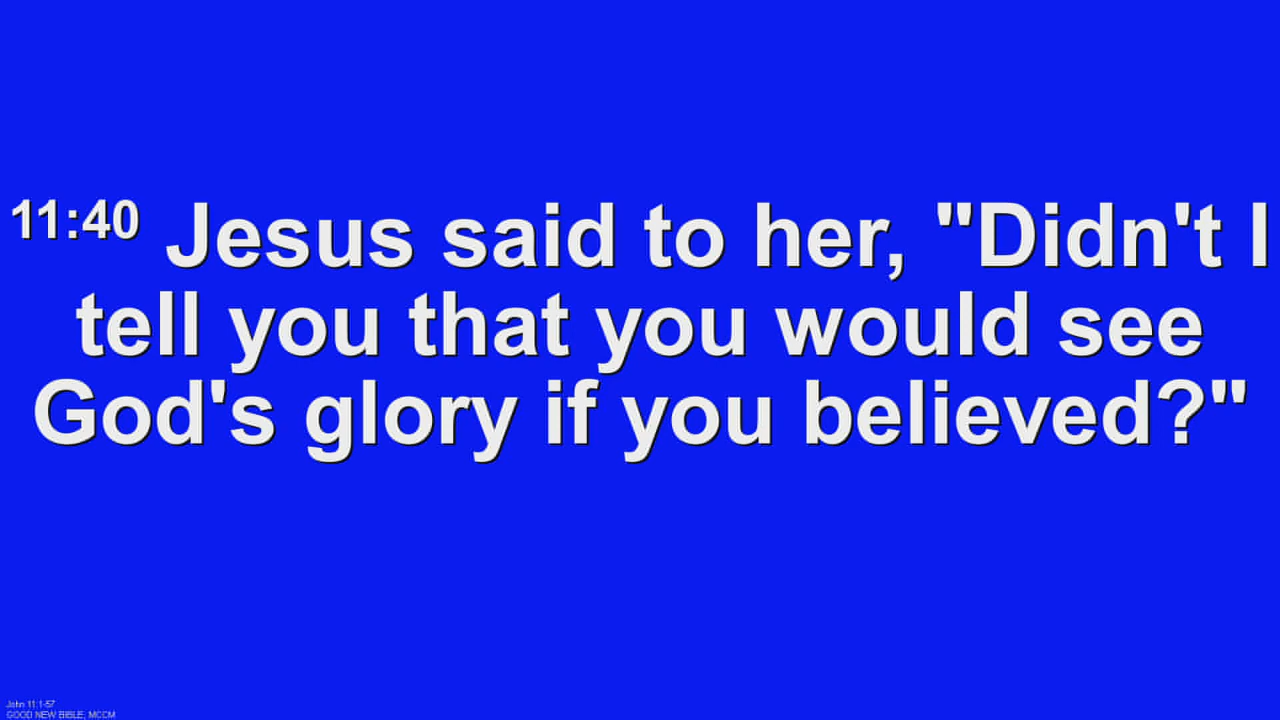 11:40 Jesus said to her, "Didn't I
tell you that you would see
God's glory if you believed?"
John 11:1-57
GOOD NEW BIBLE, MCCM